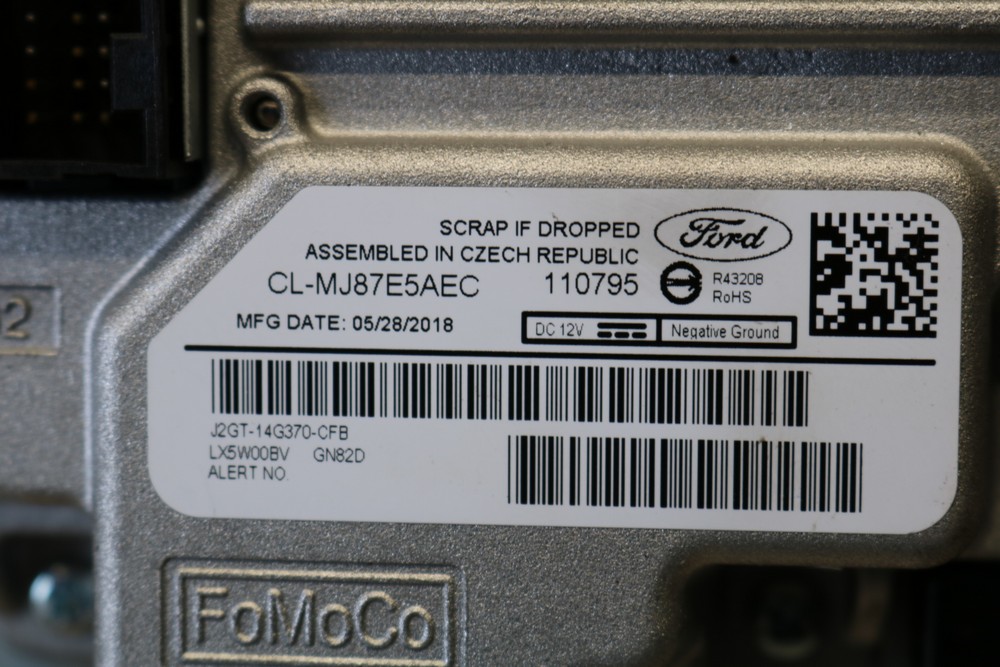 SCRAP IF DROPPED
ASSEMBLED IN CZECH REPUBLIC
Ford
CL-MJ87E5AEC 110795
R43208
RoHS
MFG DATE: 05/28/2018
DC 12V
Negative Ground
J2GT-14G370-CFB
LX5W00BV GN82D
ALERT NO.
2
FoMoCo